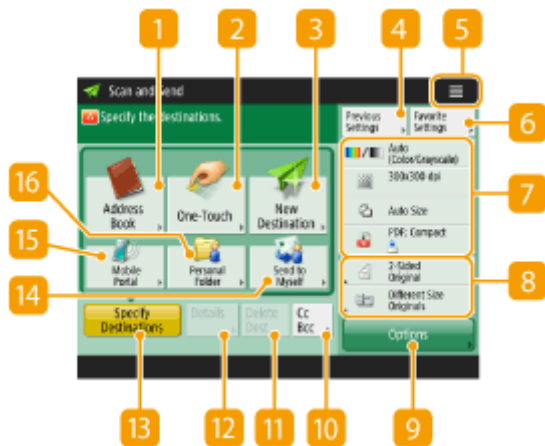 1
2
3
4
5
Scan and Send
Specify the destinations.
Previous
Settings
Favorite
Settings
6
Auto
(Color/Grayscale)
300x300 dpi
7
Auto Size
PDF; Compact
16
Address
Book
One-Touch
New
Destination
15
Mobile
Portal
Personal
Folder
Send to
Myself
2-Sided
Original
8
Different Size
Originals
14
Specify
Destinations
Details
Delete
Dest.
Cc
Bcc
Options
13
12
11
10
9